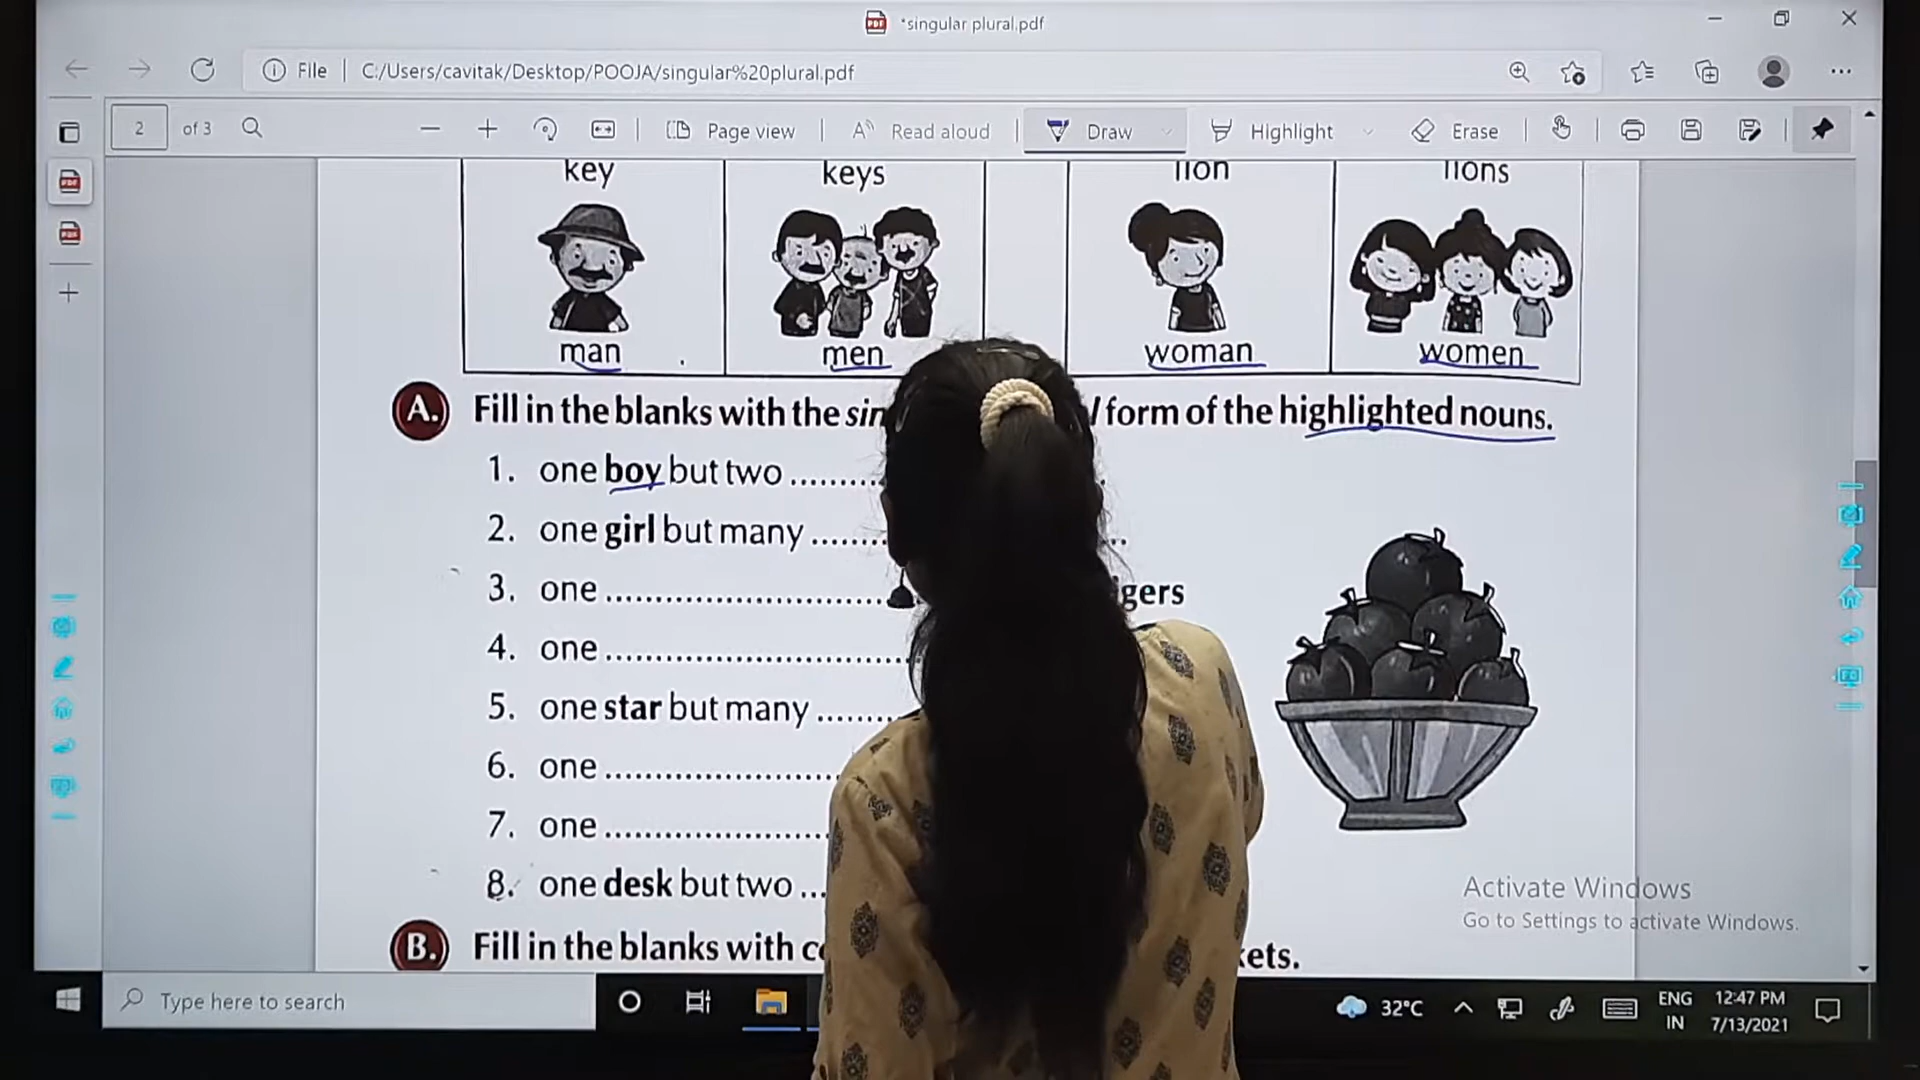 *singular plural.pdf
File C:/Users/cavitak/Desktop/POOJA/singular%20plural.pdf
2 of 3 Page view Read aloud Draw Highlight Erase
key keys lion lions
man men woman women
A. Fill in the blanks with the sin form of the highlighted nouns.
1. one boy but two ..........
2. one girl but many ..........
3. one .............................. gers
4. one ..............................
5. one star but many ........
6. one .........................
7. one .........................
8. one desk but two ...
B. Fill in the blanks with kets.
Activate Windows
Go to Settings to activate Windows.
Type here to search 32°C ENG 12:47 PM
IN 7/13/2021